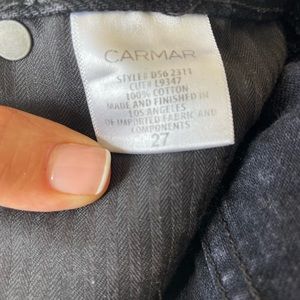 CARMAR
STYLE# D56 2311
CUT# L9347
100% COTTON
MADE AND FINISHED IN
LOS ANGELES
OF IMPORTED FABRIC AND
COMPONENTS
27